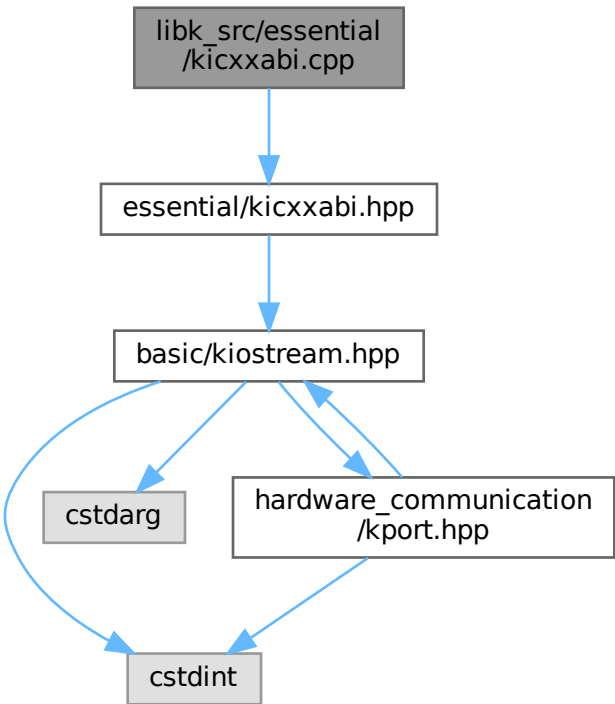 libk_src/essential
/kicxxabi.cpp
essential/kicxxabi.hpp
basic/kiostream.hpp
cstdarg
hardware_communication
/kport.hpp
cstdint